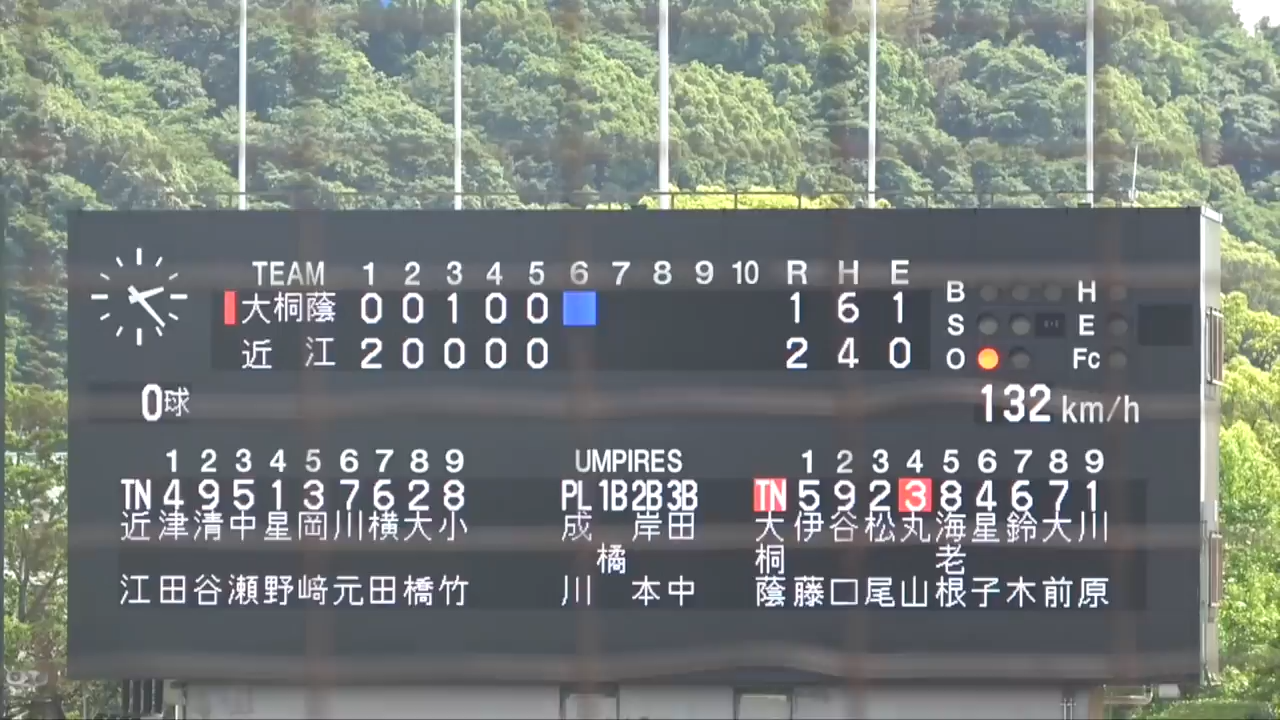 TEAM 1 2 3 4 5 6 7 8 9 10 R H E
大桐蔭 0 0 1 0 0 1 6 1
近江 2 0 0 0 0 2 4 0
B H
S E
O Fc
0球 132 km/h
1 2 3 4 5 6 7 8 9
TN 4 9 5 1 3 7 6 2 8
近江 津田 清谷 中瀬 星野 岡﨑 川元 横田 大橋 小竹
UMPIRES
PL 1B 2B 3B
成川 橘 岸本 田中
1 2 3 4 5 6 7 8 9
TN 5 9 2 3 8 4 6 7 1
大桐蔭 伊藤 谷口 松尾 丸山 海老根 星子 鈴木 大前 川原